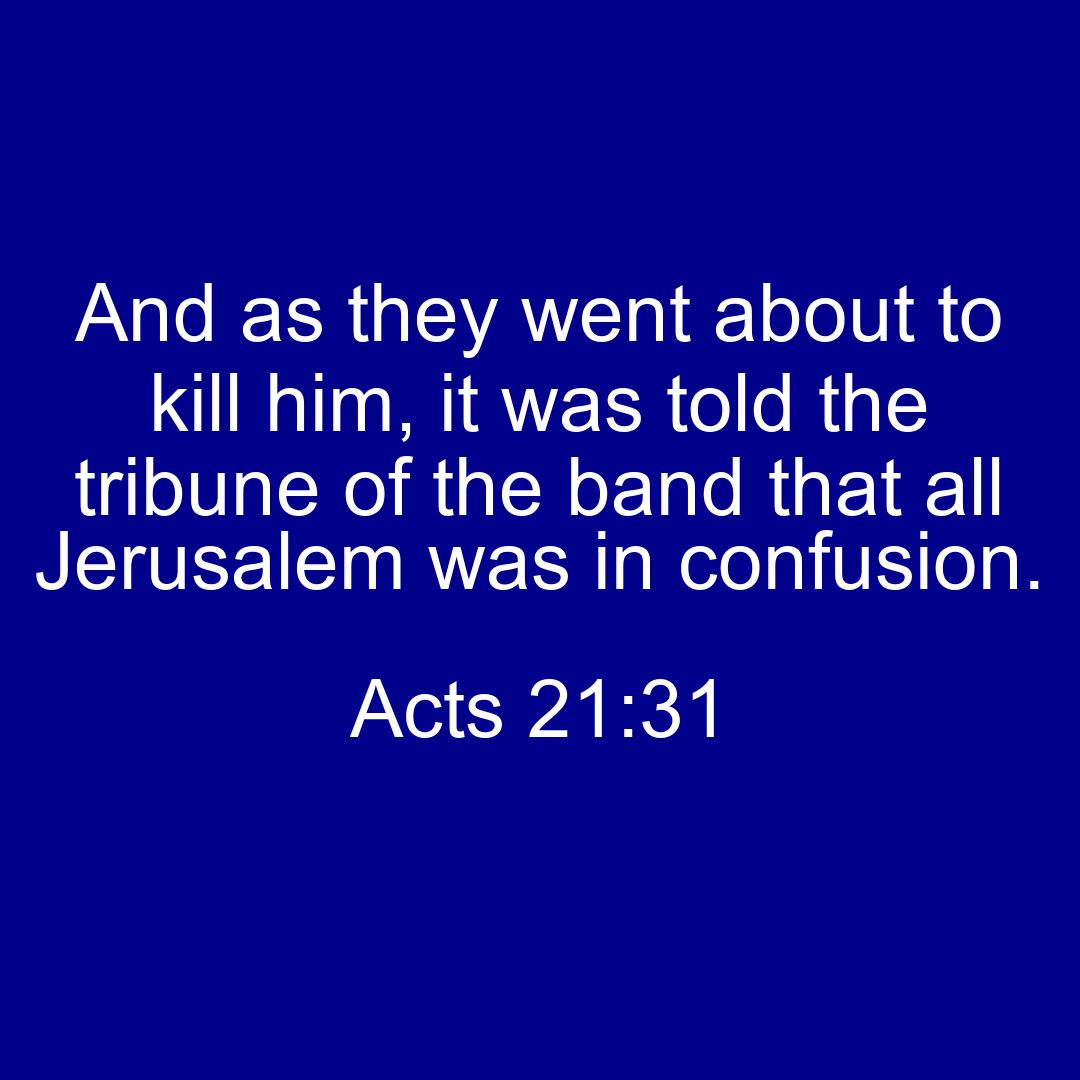 And as they went about to
kill him, it was told the
tribune of the band that all
Jerusalem was in confusion.
Acts 21:31